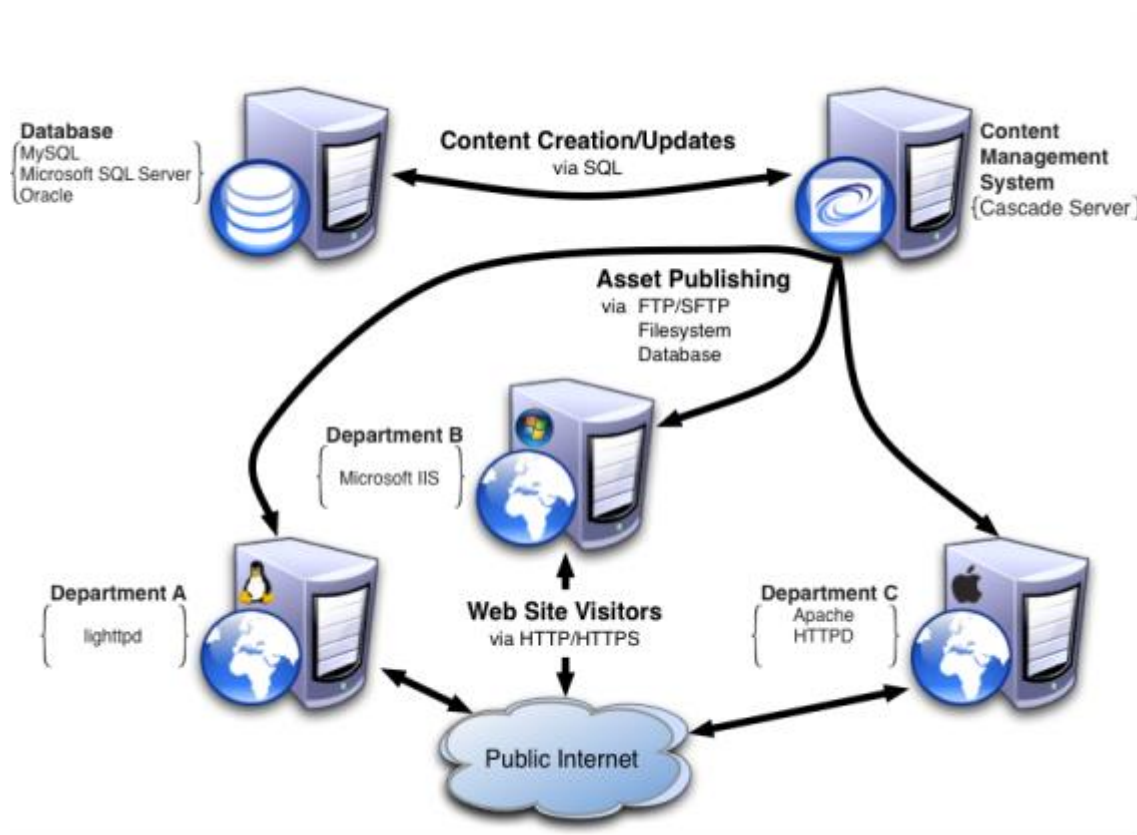 Database
MySQL
Microsoft SQL Server
Oracle
Content Creation/Updates
via SQL
Content
Management
System
Cascade Server
Asset Publishing
via FTP/SFTP
Filesystem
Database
Department B
Microsoft IIS
Department A
lighttpd
Web Site Visitors
via HTTP/HTTPS
Department C
Apache
HTTPD
Public Internet